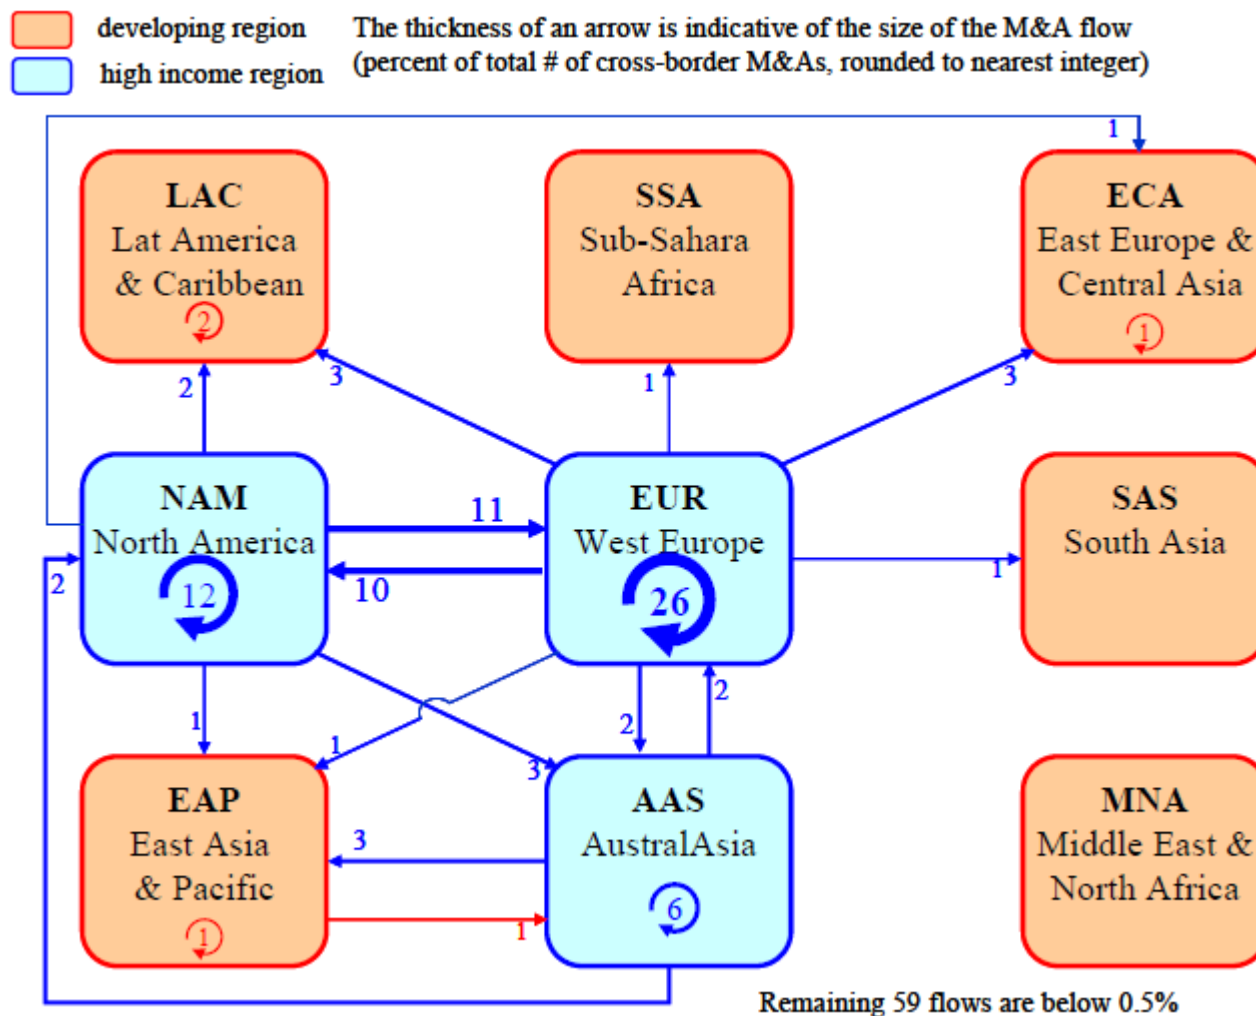 developing region
high income region
The thickness of an arrow is indicative of the size of the M&A flow
(percent of total # of cross-border M&As, rounded to nearest integer)
1
LAC
Lat America
& Caribbean
2
SSA
Sub-Sahara
Africa
ECA
East Europe &
Central Asia
1
2
3
1
3
NAM
North America
12
11
10
EUR
West Europe
26
SAS
South Asia
1
2
1
1
3
2
2
EAP
East Asia
& Pacific
1
3
1
AAS
AustralAsia
6
MNA
Middle East &
North Africa
Remaining 59 flows are below 0.5%